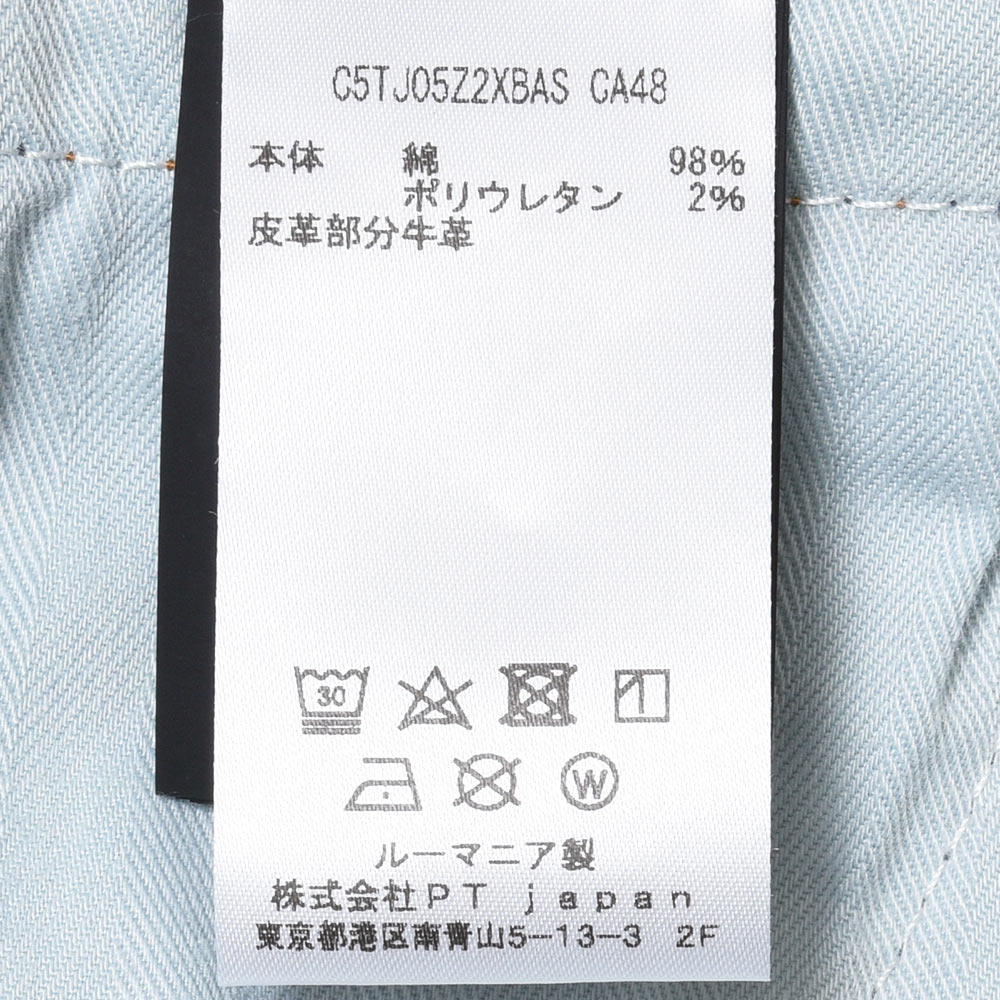 C5TJ05Z2XBAS CA48
本体 綿 98%
ポリウレタン 2%
皮革部分牛革
30
W
ルーマニア製
株式会社PT japan
東京都港区南青山5-13-3 2F